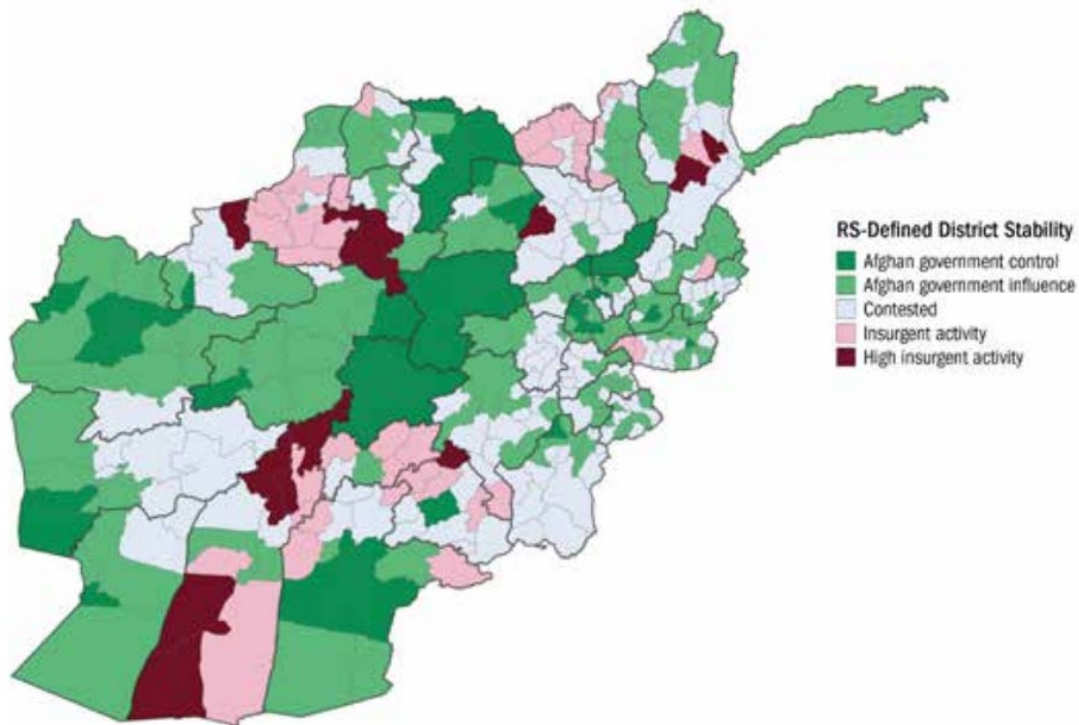 RS-Defined District Stability
Afghan government control
Afghan government influence
Contested
Insurgent activity
High insurgent activity